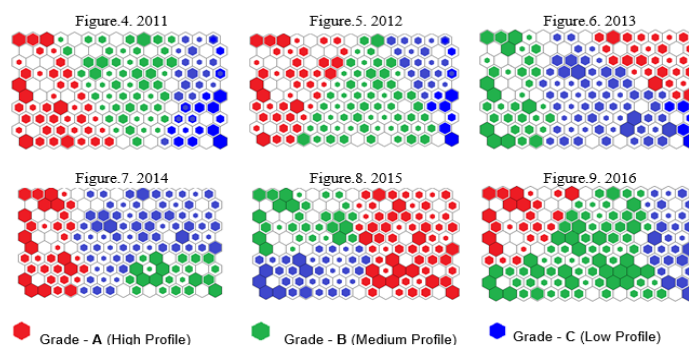 Figure.4. 2011
Figure.5. 2012
Figure.6. 2013
Figure.7. 2014
Figure.8. 2015
Figure.9. 2016
Grade - A (High Profile)
Grade - B (Medium Profile)
Grade - C (Low Profile)